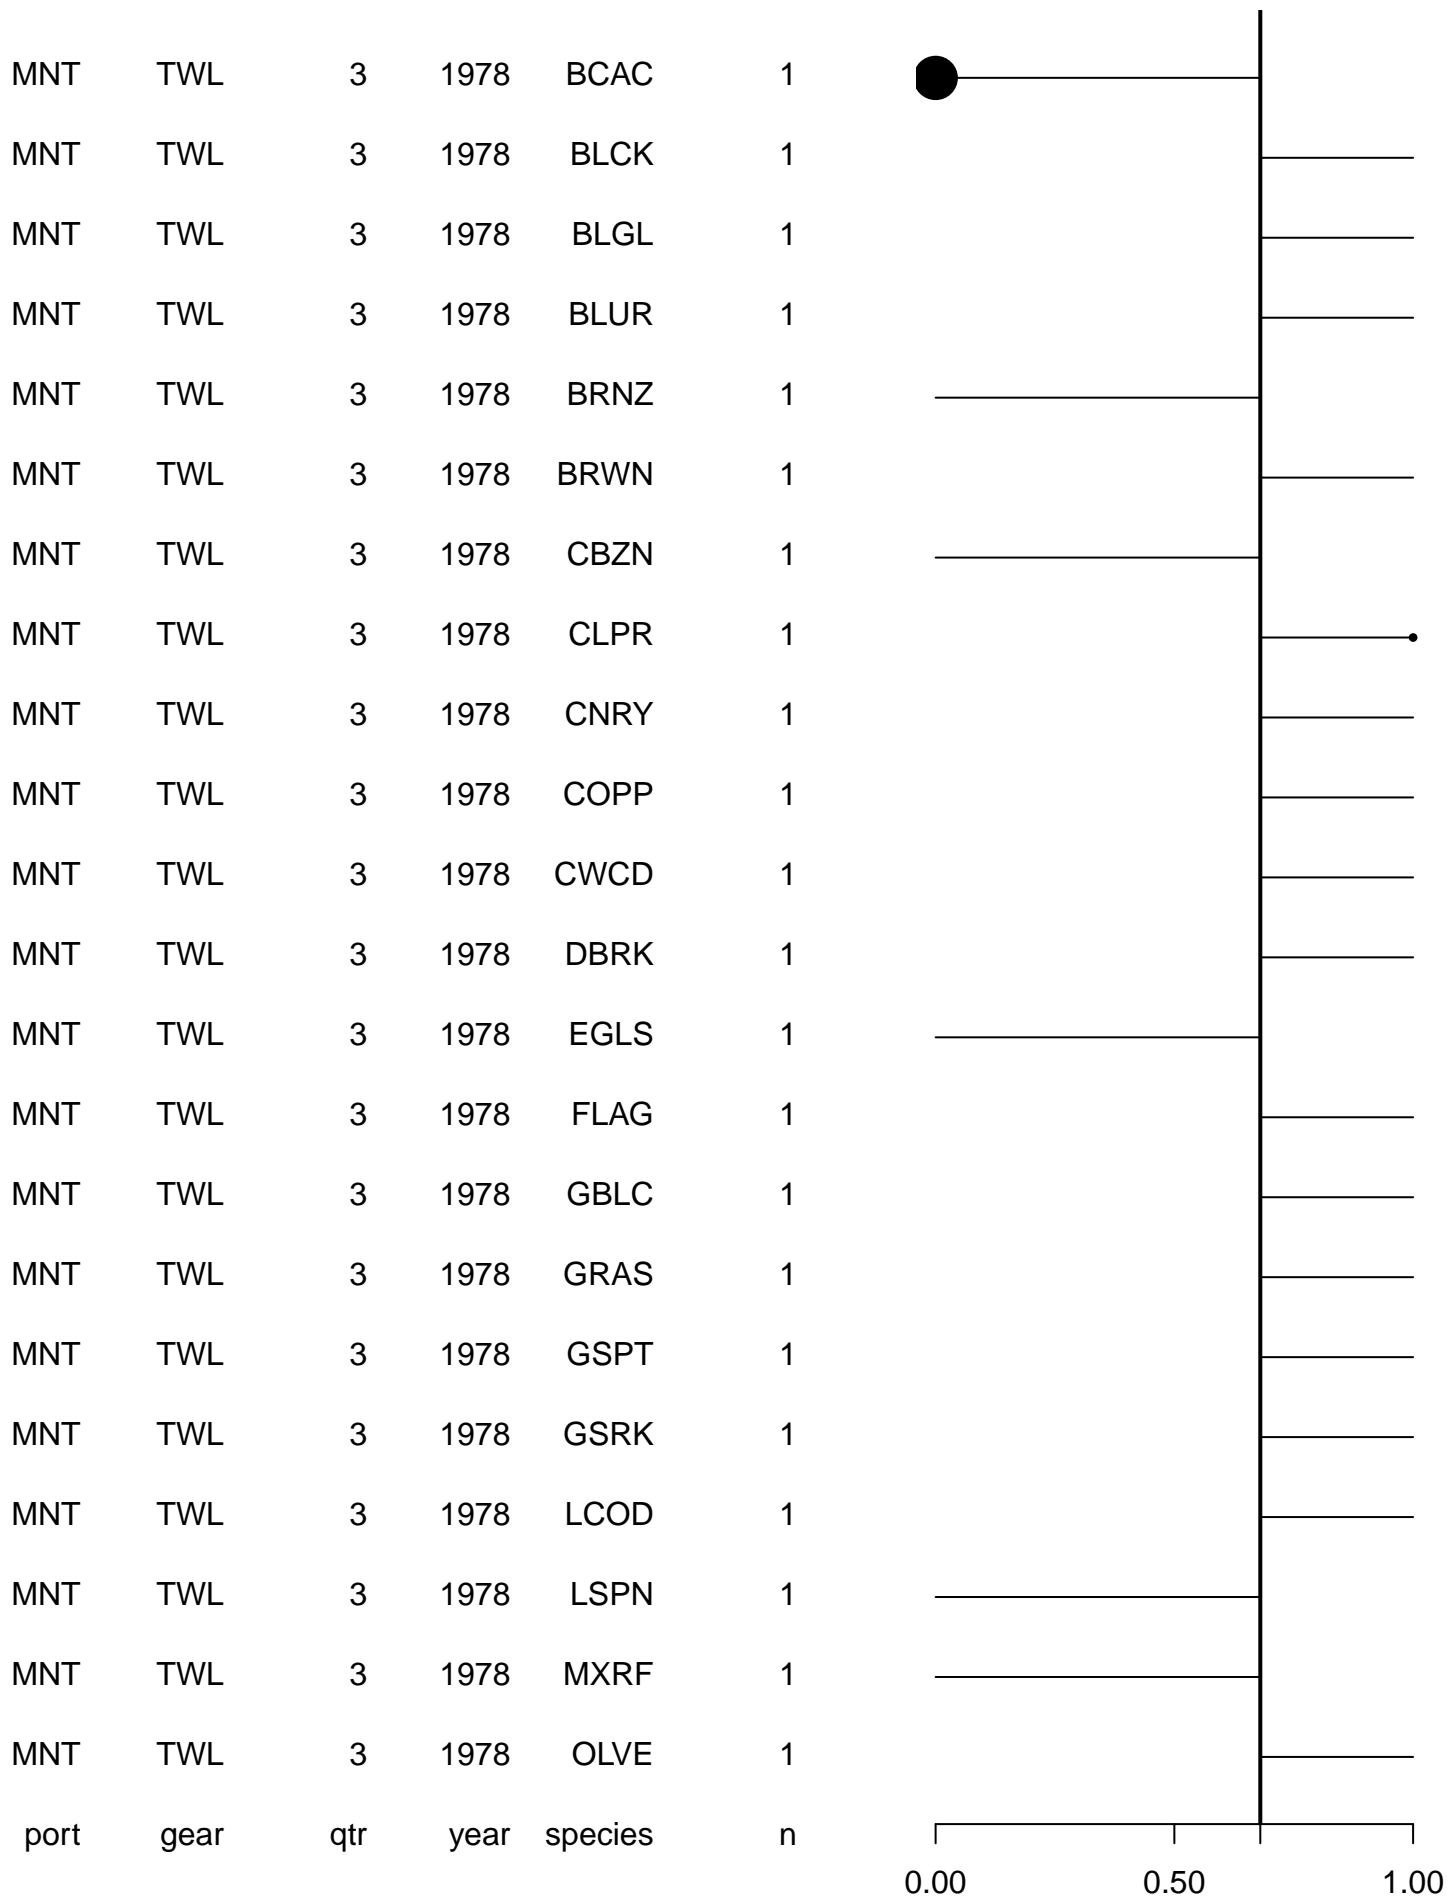 MNT TWL 3 1978 BCAC 1
MNT TWL 3 1978 BLCK 1
MNT TWL 3 1978 BLGL 1
MNT TWL 3 1978 BLUR 1
MNT TWL 3 1978 BRNZ 1
MNT TWL 3 1978 BRWN 1
MNT TWL 3 1978 CBZN 1
MNT TWL 3 1978 CLPR 1
MNT TWL 3 1978 CNRY 1
MNT TWL 3 1978 COPP 1
MNT TWL 3 1978 CWCD 1
MNT TWL 3 1978 DBRK 1
MNT TWL 3 1978 EGLS 1
MNT TWL 3 1978 FLAG 1
MNT TWL 3 1978 GBLC 1
MNT TWL 3 1978 GRAS 1
MNT TWL 3 1978 GSPT 1
MNT TWL 3 1978 GSRK 1
MNT TWL 3 1978 LCOD 1
MNT TWL 3 1978 LSPN 1
MNT TWL 3 1978 MXRF 1
MNT TWL 3 1978 OLVE 1
port gear qtr year species n
0.00 0.50 1.00